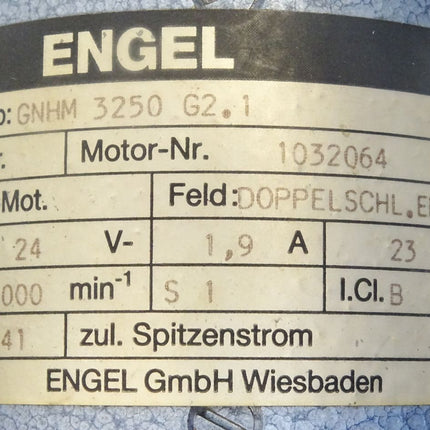 ENGEL
GNHM 3250 G2.1
Motor-Nr. 1032064
Mot. Feld: DOPPELSCHL.
24 V- 1,9 A 23
000 min-1 S 1 I.Cl. B
41 zul. Spitzenstrom
ENGEL GmbH Wiesbaden